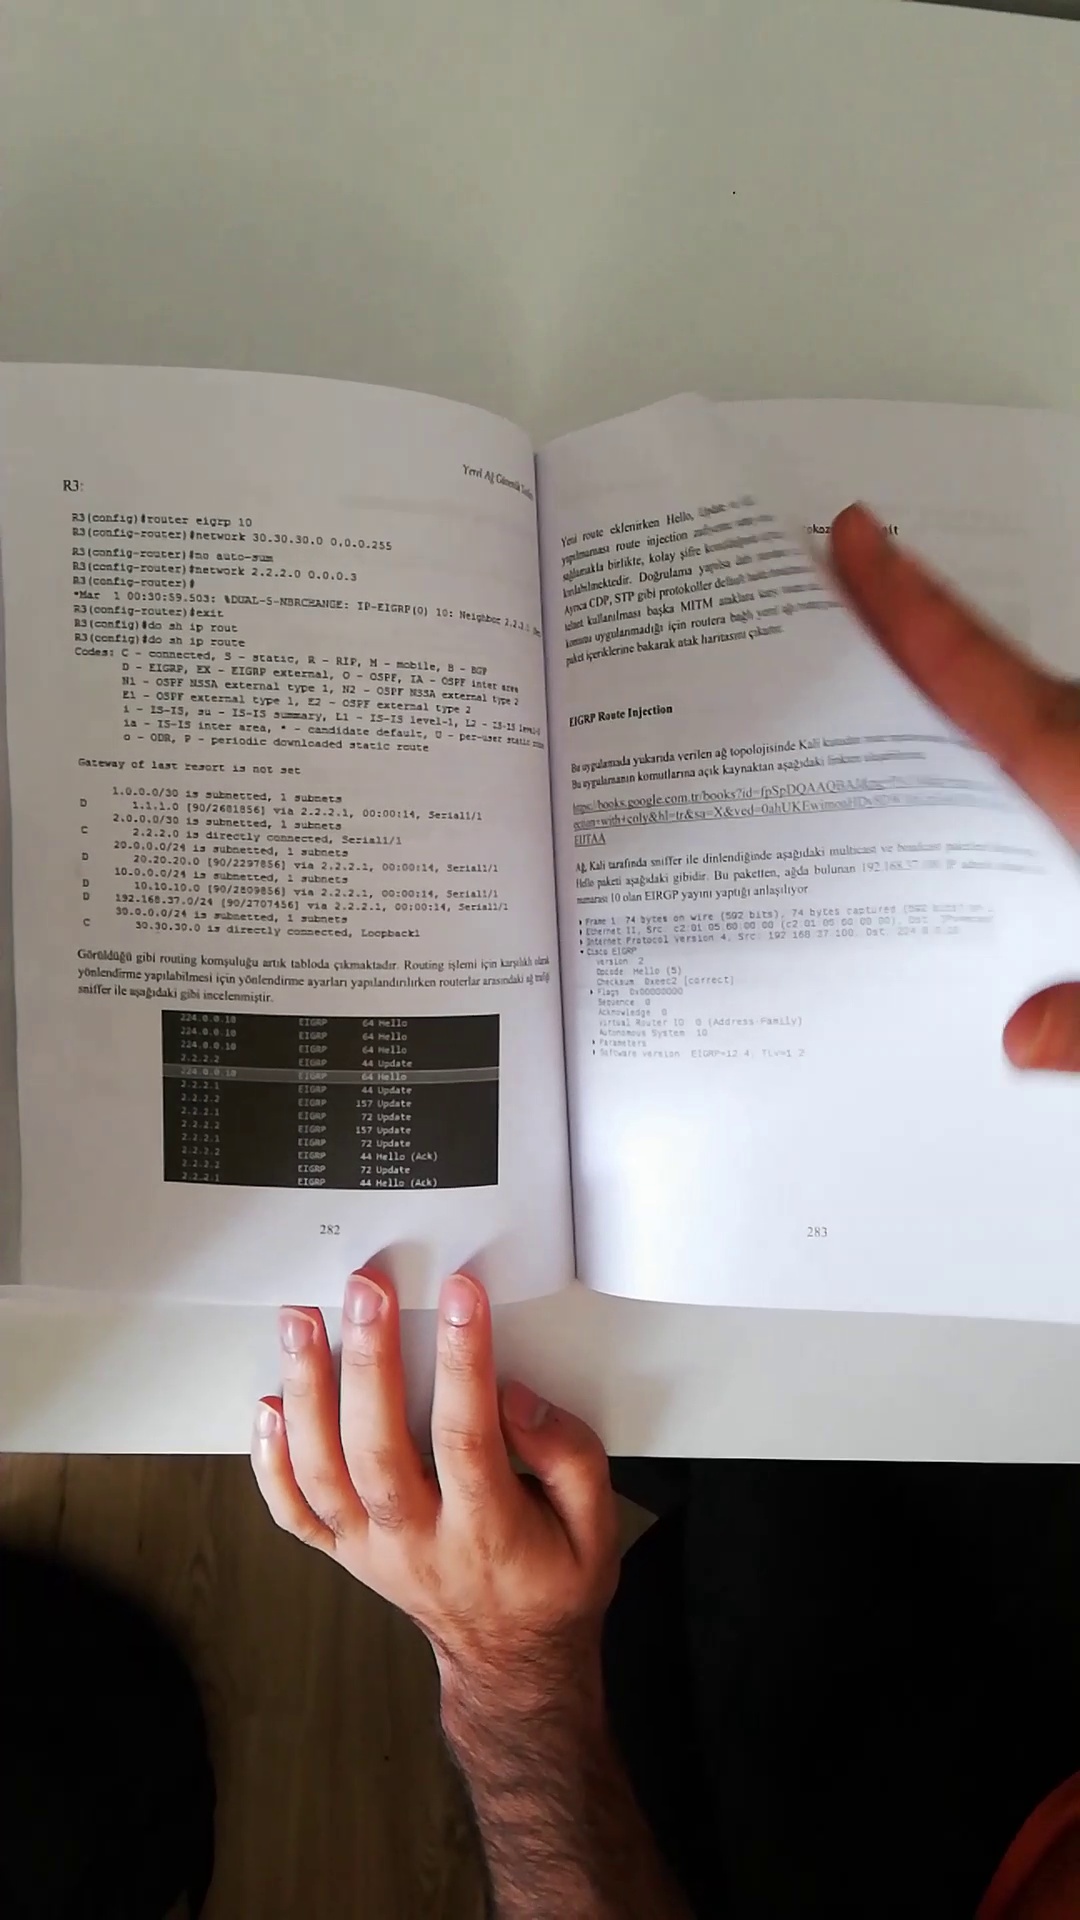 Yerel Ağ Güvenlik
R3:
R3(config)#router eigrp 10
R3(config-router)#network 30.30.30.0 0.0.0.255
R3(config-router)#no auto-sum
R3(config-router)#network 2.2.2.0 0.0.0.3
R3(config-router)#
*Mar 1 00:30:59.503: %DUAL-5-NBRCHANGE: IP-EIGRP(0) 10: Neighbor 2.2.2.1
R3(config-router)#exit
R3(config)#do sh ip rout
R3(config)#do sh ip route
Codes: C - connected, S - static, R - RIP, M - mobile, B - BGP
D - EIGRP, EX - EIGRP external, O - OSPF, IA - OSPF inter area
N1 - OSPF NSSA external type 1, N2 - OSPF NSSA external type 2
E1 - OSPF external type 1, E2 - OSPF external type 2
i - IS-IS, su - IS-IS summary, L1 - IS-IS level-1, L2 - IS-IS level-2
ia - IS-IS inter area, * - candidate default, U - per-user static route
o - ODR, P - periodic downloaded static route
Gateway of last resort is not set
1.0.0.0/30 is subnetted, 1 subnets
D 1.1.1.0 [90/2681856] via 2.2.2.1, 00:00:14, Serial1/1
2.0.0.0/30 is subnetted, 1 subnets
C 2.2.2.0 is directly connected, Serial1/1
20.0.0.0/24 is subnetted, 1 subnets
D 20.20.20.0 [90/2297856] via 2.2.2.1, 00:00:14, Serial1/1
10.0.0.0/24 is subnetted, 1 subnets
D 10.10.10.0 [90/2809856] via 2.2.2.1, 00:00:14, Serial1/1
D 192.168.37.0/24 [90/2707456] via 2.2.2.1, 00:00:14, Serial1/1
30.0.0.0/24 is subnetted, 1 subnets
C 30.30.30.0 is directly connected, Loopback1
Görüldüğü gibi routing komşuluğu artık tabloda çıkmaktadır. Routing işlemi için karşılıklı olarak
yönlendirme yapılabilmesi için yönlendirme ayarları yapılandırılırken routerlar arasındaki ağ trafiği
sniffer ile aşağıdaki gibi incelenmiştir.
224.0.0.10 EIGRP 64 Hello
224.0.0.10 EIGRP 64 Hello
224.0.0.10 EIGRP 64 Hello
2.2.2.2 EIGRP 44 Update
224.0.0.10 EIGRP 64 Hello
2.2.2.1 EIGRP 44 Update
2.2.2.2 EIGRP 157 Update
2.2.2.1 EIGRP 72 Update
2.2.2.2 EIGRP 157 Update
2.2.2.1 EIGRP 72 Update
2.2.2.2 EIGRP 44 Hello (Ack)
2.2.2.2 EIGRP 72 Update
2.2.2.1 EIGRP 44 Hello (Ack)
282
Yeni route eklenirken Hello, Update
yapılmaması route injection
sağlamakla birlikte, kolay şifre
kırılabilmektedir. Doğrulama yapılsa dahi
Ayrıca CDP, STP gibi protokoller default
telnet kullanılması başka MITM ataklara karşı
komutu uygulanmadığı için routera bağlı yerel ağ
paket içeriklerine bakarak atak haritasını çıkartır.
EIGRP Route Injection
Bu uygulamada yukarıda verilen ağ topolojisinde Kali
Bu uygulamanın komutlarına açık kaynaktan aşağıdaki linkten
https://books.google.com.tr/books?id=fpSpDQAAQBAJ
ection+with+coly&hl=tr&sa=X&ved=0ahUKEwimo
EIITAA
Ağ, Kali tarafında sniffer ile dinlendiğinde aşağıdaki multicast ve broadcast
Hello paketi aşağıdaki gibidir. Bu paketten, ağda bulunan 192.168.37.100 IP
numarası 10 olan EIRGP yayını yaptığı anlaşılıyor
Frame 1: 74 bytes on wire (592 bits), 74 bytes captured (592 bits)
Ethernet II, Src: c2 01 05 60 00 00 (c2 01 05 60 00 00), Dst:
Internet Protocol Version 4, Src: 192.168.37.100, Dst: 224.0.0.10
Cisco EIGRP
Version: 2
Opcode: Hello (5)
Checksum: 0xeec2 [correct]
Flags: 0x00000000
Sequence: 0
Acknowledge: 0
Virtual Router ID: 0 (Address-Family)
Autonomous System: 10
Parameters
Software Version: EIGRP=12.4, TLV=1.2
283